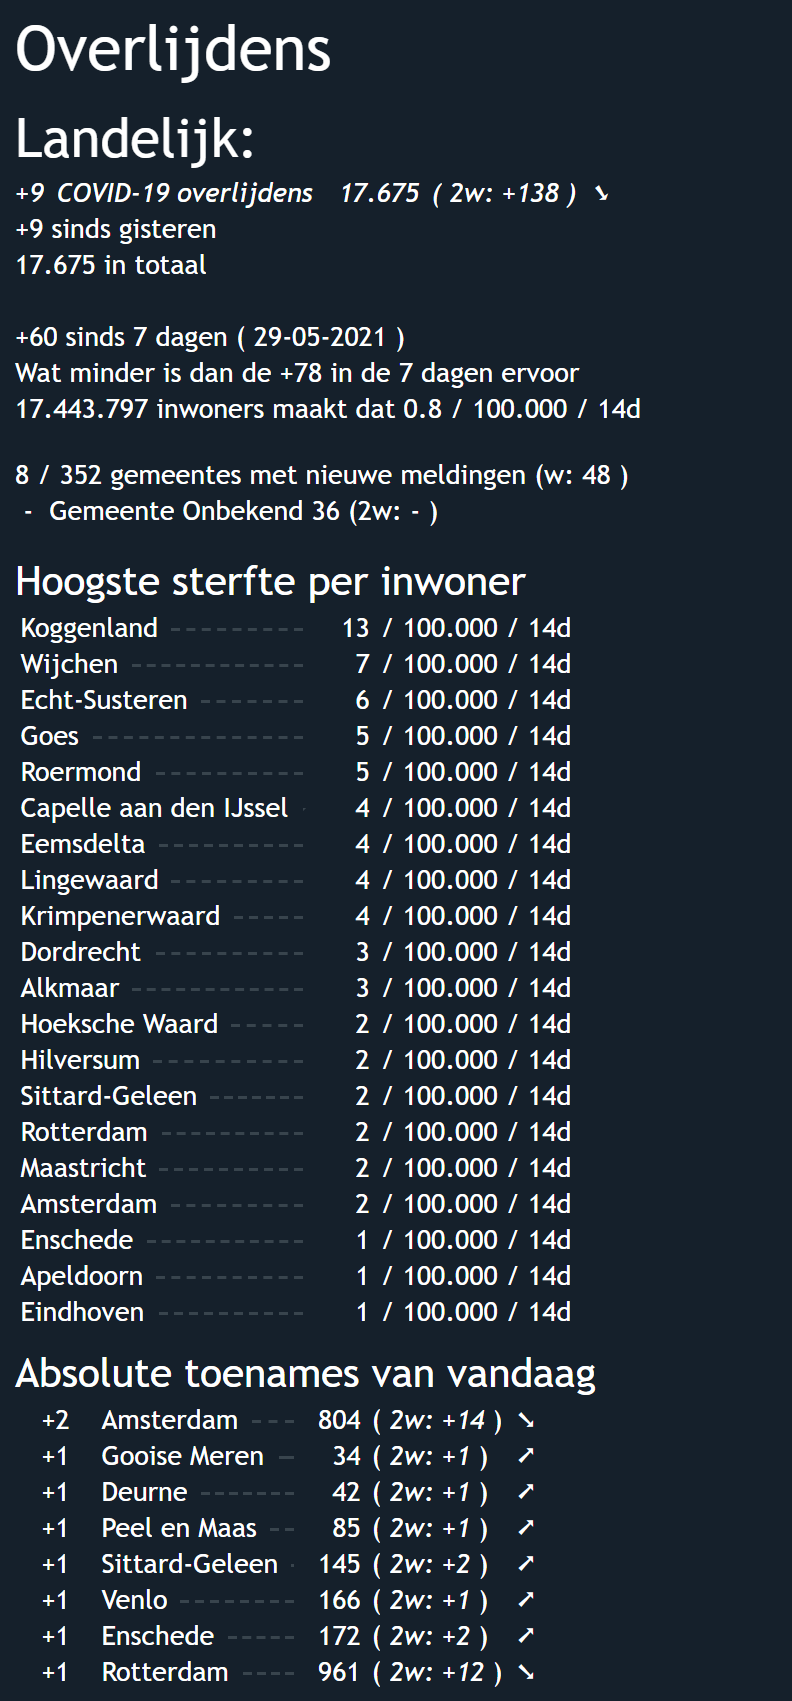 Overlijdens
Landelijk:
+9 COVID-19 overlijdens 17.675 ( 2w: +138 ) ➘
+9 sinds gisteren
17.675 in totaal
+60 sinds 7 dagen ( 29-05-2021 )
Wat minder is dan de +78 in de 7 dagen ervoor
17.443.797 inwoners maakt dat 0.8 / 100.000 / 14d
8 / 352 gemeentes met nieuwe meldingen (w: 48 )
- Gemeente Onbekend 36 (2w: - )
Hoogste sterfte per inwoner
Koggenland --------- 13 / 100.000 / 14d
Wijchen ----------- 7 / 100.000 / 14d
Echt-Susteren ------- 6 / 100.000 / 14d
Goes -------------- 5 / 100.000 / 14d
Roermond ---------- 5 / 100.000 / 14d
Capelle aan den IJssel - 4 / 100.000 / 14d
Eemsdelta ---------- 4 / 100.000 / 14d
Lingewaard --------- 4 / 100.000 / 14d
Krimpenerwaard ----- 4 / 100.000 / 14d
Dordrecht ---------- 3 / 100.000 / 14d
Alkmaar ----------- 3 / 100.000 / 14d
Hoeksche Waard ----- 2 / 100.000 / 14d
Hilversum ---------- 2 / 100.000 / 14d
Sittard-Geleen ------- 2 / 100.000 / 14d
Rotterdam ---------- 2 / 100.000 / 14d
Maastricht ---------- 2 / 100.000 / 14d
Amsterdam --------- 2 / 100.000 / 14d
Enschede ----------- 1 / 100.000 / 14d
Apeldoorn ---------- 1 / 100.000 / 14d
Eindhoven ---------- 1 / 100.000 / 14d
Absolute toenames van vandaag
+2 Amsterdam --- 804 ( 2w: +14 ) ➘
+1 Gooise Meren - 34 ( 2w: +1 ) ➚
+1 Deurne ------- 42 ( 2w: +1 ) ➚
+1 Peel en Maas -- 85 ( 2w: +1 ) ➚
+1 Sittard-Geleen - 145 ( 2w: +2 ) ➚
+1 Venlo -------- 166 ( 2w: +1 ) ➚
+1 Enschede ----- 172 ( 2w: +2 ) ➚
+1 Rotterdam ---- 961 ( 2w: +12 ) ➘